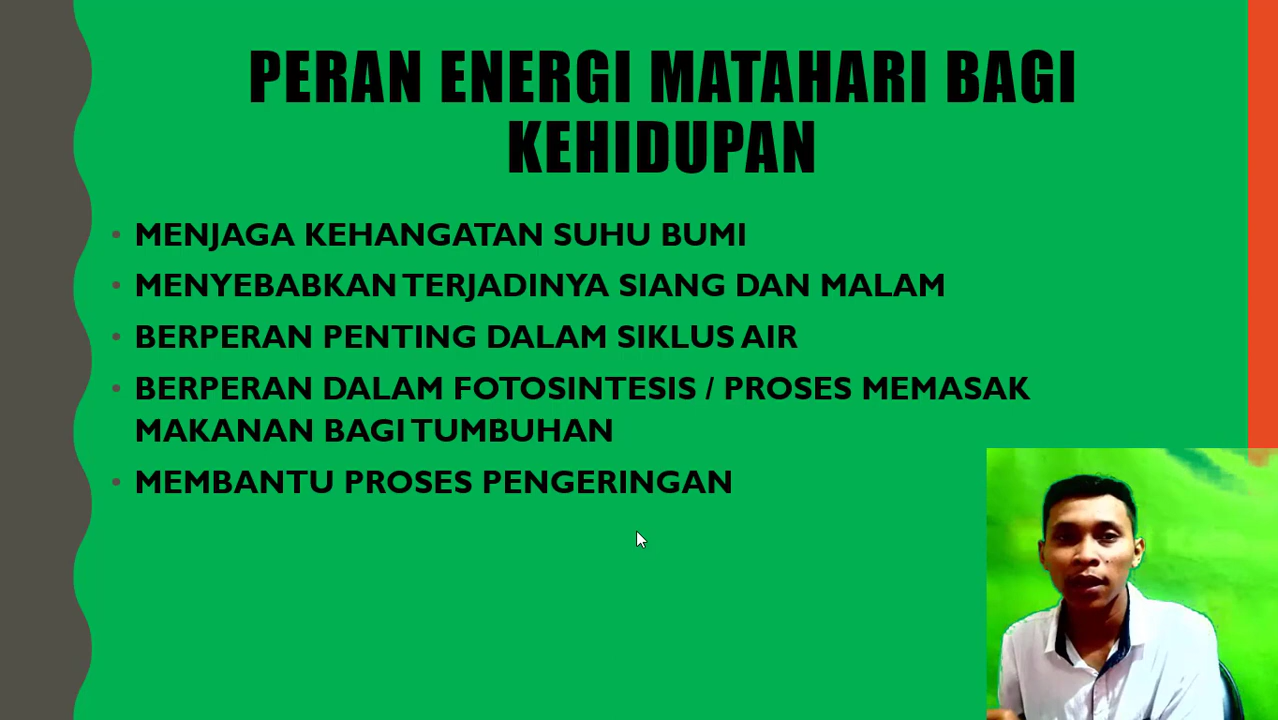 PERAN ENERGI MATAHARI BAGI
KEHIDUPAN
• MENJAGA KEHANGATAN SUHU BUMI
• MENYEBABKAN TERJADINYA SIANG DAN MALAM
• BERPERAN PENTING DALAM SIKLUS AIR
• BERPERAN DALAM FOTOSINTESIS / PROSES MEMASAK
MAKANAN BAGI TUMBUHAN
• MEMBANTU PROSES PENGERINGAN